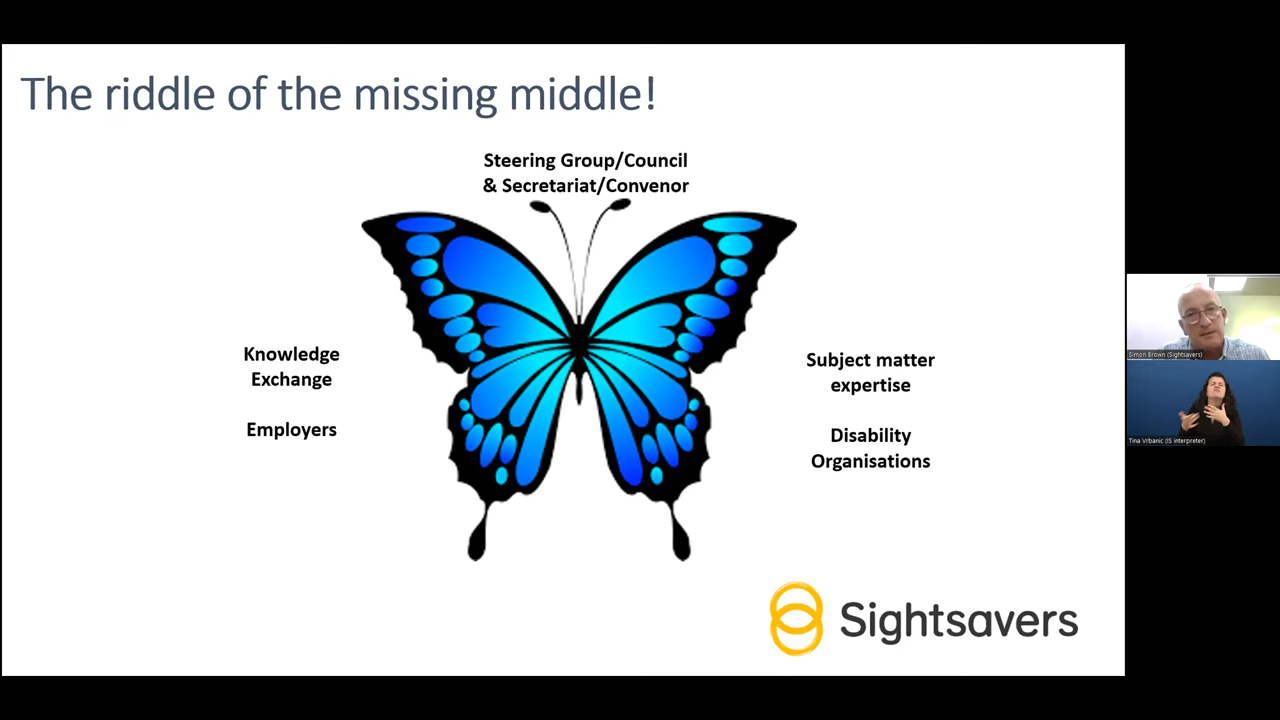 The riddle of the missing middle!
Steering Group/Council
& Secretariat/Convenor
Knowledge
Exchange
Employers
Subject matter
expertise
Disability
Organisations
Sightsavers
Simon Brown (Sightsavers)
Tina Vrbanic (IS interpreter)